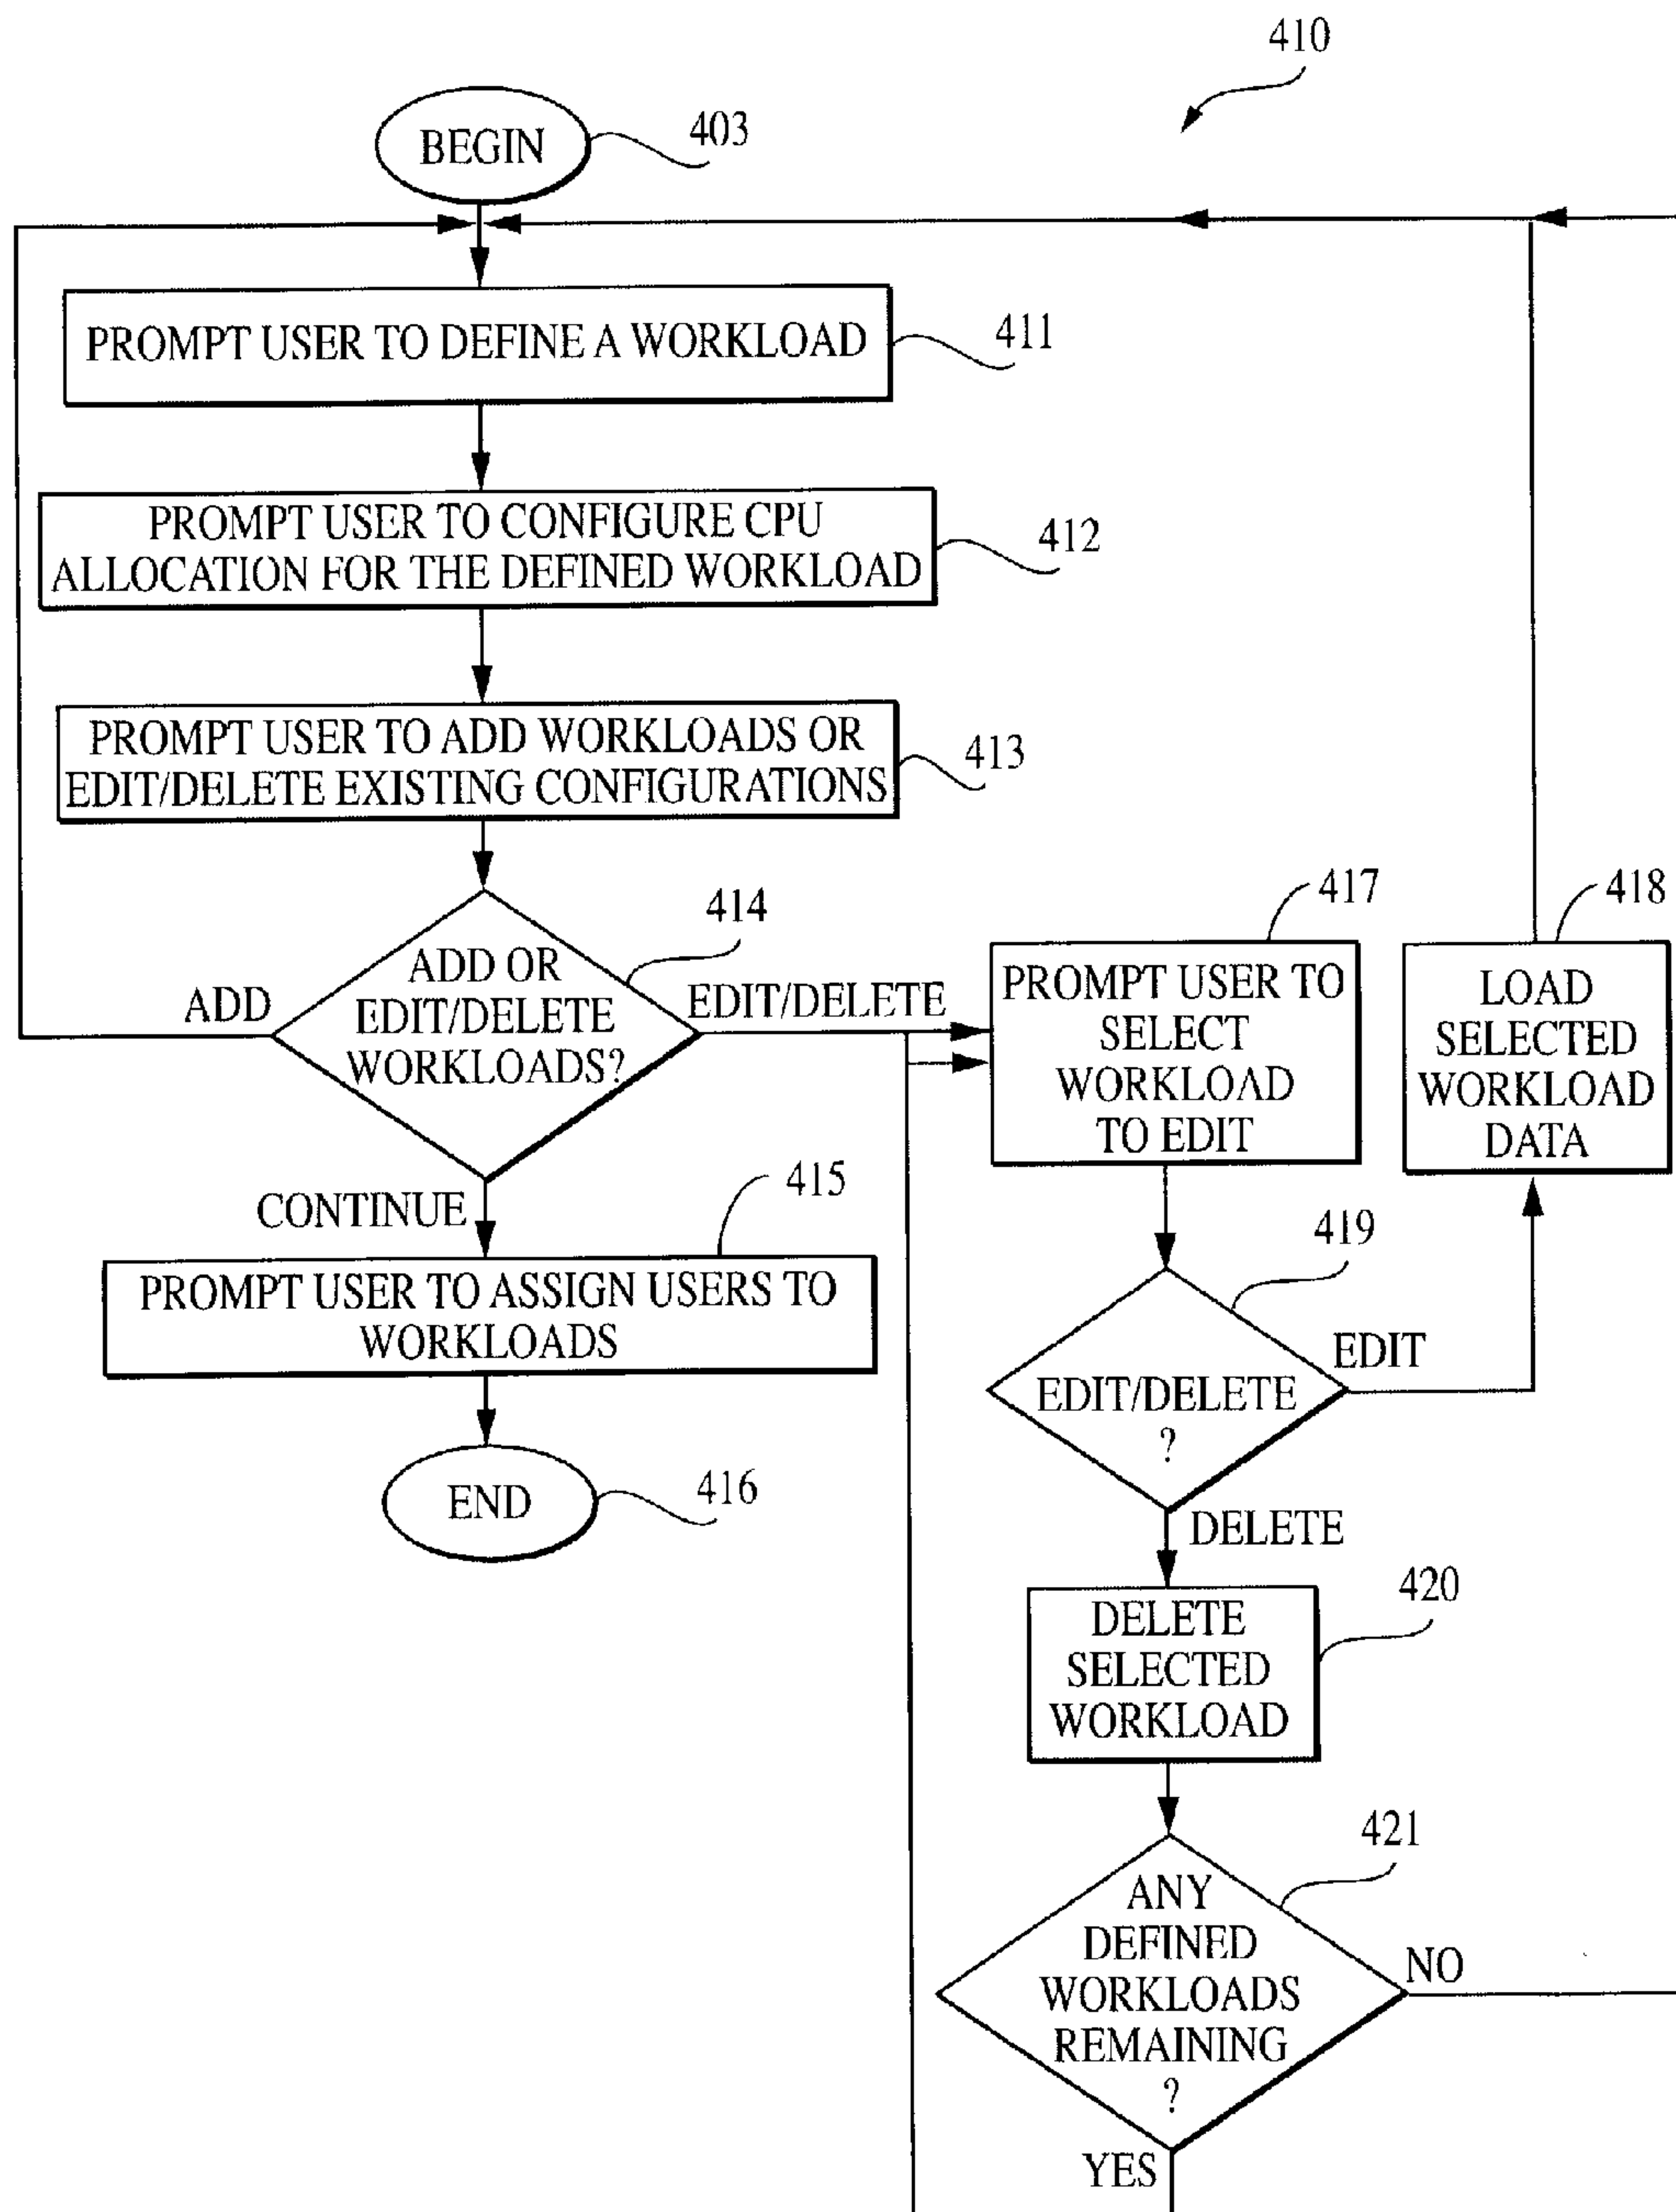 410
BEGIN
403
PROMPT USER TO DEFINE A WORKLOAD
411
PROMPT USER TO CONFIGURE CPU
ALLOCATION FOR THE DEFINED WORKLOAD
412
PROMPT USER TO ADD WORKLOADS OR
EDIT/DELETE EXISTING CONFIGURATIONS
413
414
ADD OR
EDIT/DELETE
WORKLOADS?
ADD
EDIT/DELETE
CONTINUE
415
PROMPT USER TO ASSIGN USERS TO
WORKLOADS
END
416
417
PROMPT USER TO
SELECT
WORKLOAD
TO EDIT
418
LOAD
SELECTED
WORKLOAD
DATA
419
EDIT/DELETE
?
EDIT
DELETE
420
DELETE
SELECTED
WORKLOAD
421
ANY
DEFINED
WORKLOADS
REMAINING
?
NO
YES